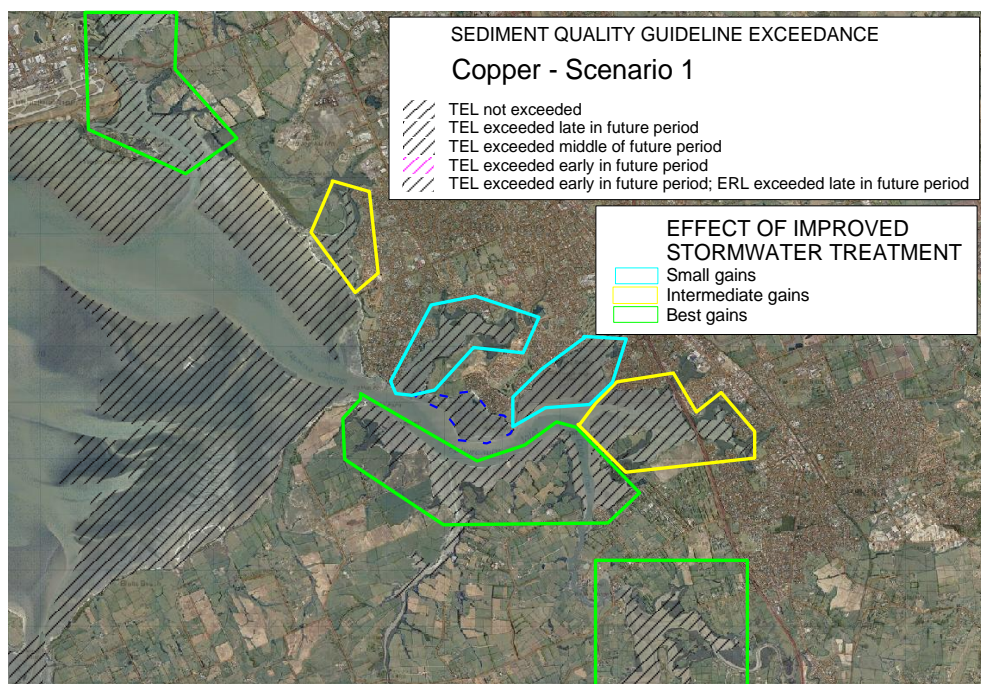 SEDIMENT QUALITY GUIDELINE EXCEEDANCE
Copper - Scenario 1
TEL not exceeded
TEL exceeded late in future period
TEL exceeded middle of future period
TEL exceeded early in future period
TEL exceeded early in future period; ERL exceeded late in future period
EFFECT OF IMPROVED
STORMWATER TREATMENT
Small gains
Intermediate gains
Best gains